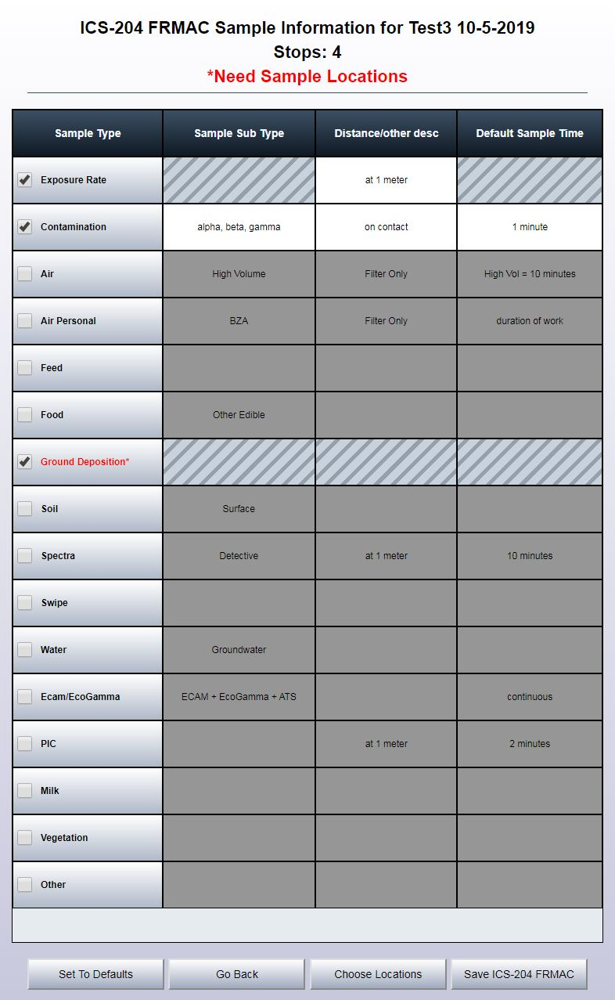 ICS-204 FRMAC Sample Information for Test3 10-5-2019
Stops: 4
*Need Sample Locations
Sample Type Sample Sub Type Distance/other desc Default Sample Time
Exposure Rate at 1 meter
Contamination alpha, beta, gamma on contact 1 minute
Air High Volume Filter Only High Vol = 10 minutes
Air Personal BZA Filter Only duration of work
Feed
Food Other Edible
Ground Deposition*
Soil Surface
Spectra Detective at 1 meter 10 minutes
Swipe
Water Groundwater
Ecam/EcoGamma ECAM + EcoGamma + ATS continuous
PIC at 1 meter 2 minutes
Milk
Vegetation
Other
Set To Defaults Go Back Choose Locations Save ICS-204 FRMAC